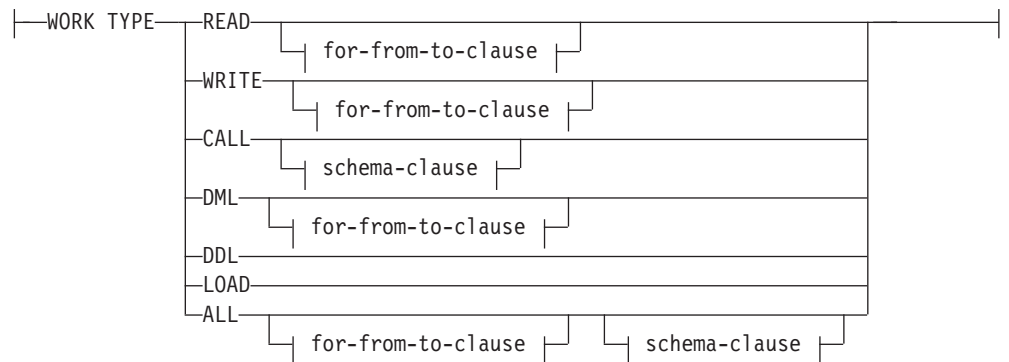 WORK TYPE READ
for-from-to-clause
WRITE
for-from-to-clause
CALL
schema-clause
DML
for-from-to-clause
DDL
LOAD
ALL
for-from-to-clause schema-clause